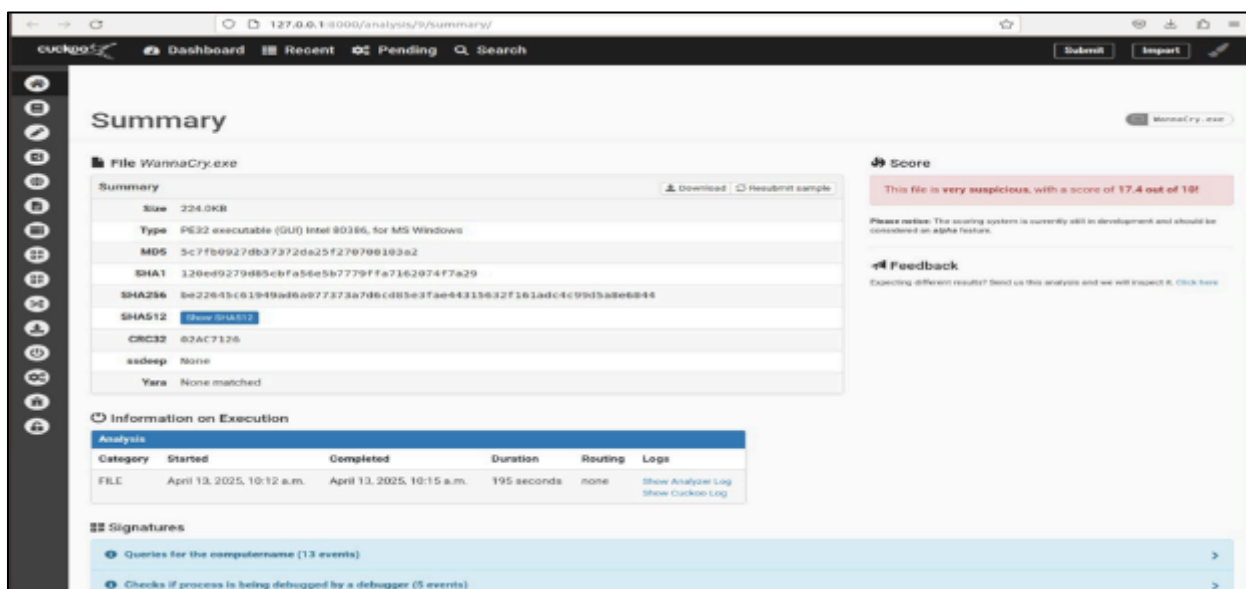 127.0.0.1:8000/analysis/9/summary/
cuckoo Dashboard Recent Pending Search Submit Import
Summary
WannaCry.exe
File WannaCry.exe
Summary Download Resubmit sample
Size 224.0KB
Type PE32 executable (GUI) Intel 80386, for MS Windows
MD5 5c7fb0927db37372da25f270708103a2
SHA1 120ed9279d85cbfa56e5b7779ffa7162074f7a29
SHA256 be22645c61949ad6a077373a7d6cd85e3fae44315632f161adc4c99d5a8e6844
SHA512 Show SHA512
CRC32 02AC7126
ssdeep None
Yara None matched
Score
This file is very suspicious, with a score of 17.4 out of 10!
Please notice: The scoring system is currently still in development and should be
considered an alpha feature.
Feedback
Expecting different results? Send us this analysis and we will inspect it. Click here
Information on Execution
Analysis
Category Started Completed Duration Routing Logs
FILE April 13, 2025, 10:12 a.m. April 13, 2025, 10:15 a.m. 195 seconds none Show Analyzer Log
Show Cuckoo Log
Signatures
Queries for the computername (13 events)
Checks if process is being debugged by a debugger (5 events)